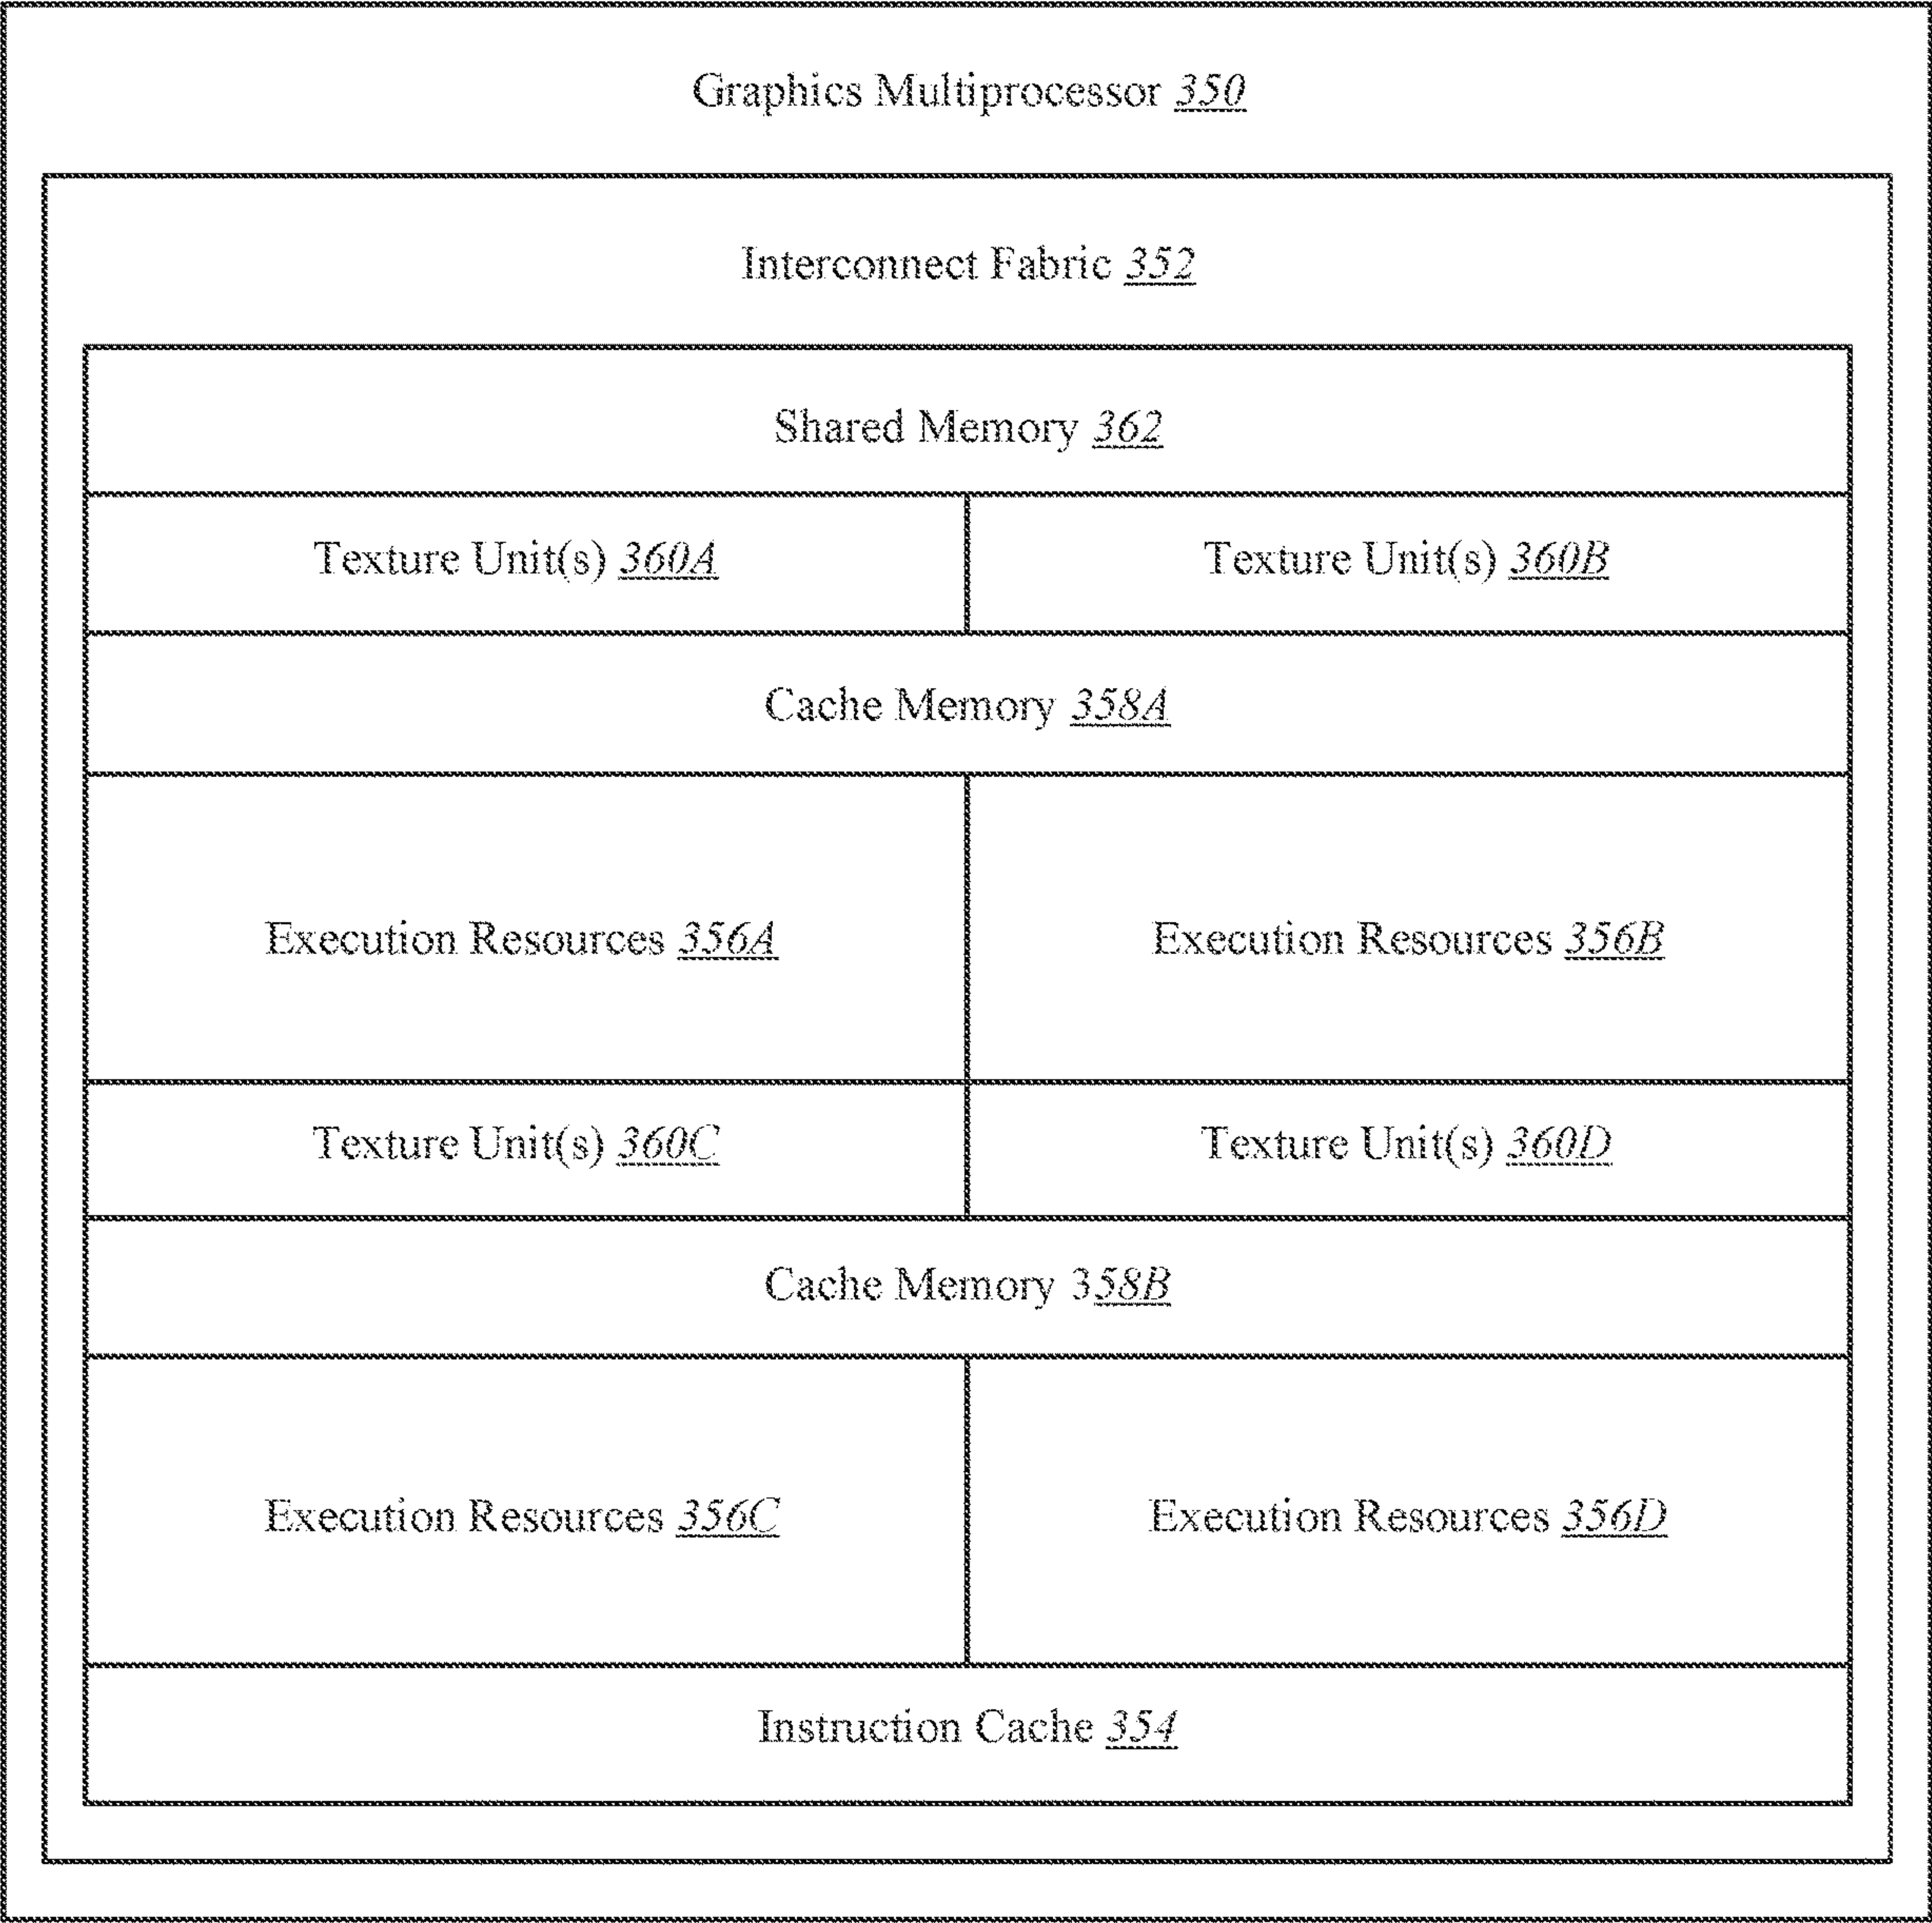 Graphics Multiprocessor 350
Interconnect Fabric 352
Shared Memory 362
Texture Unit(s) 360A
Texture Unit(s) 360B
Cache Memory 358A
Execution Resources 356A
Execution Resources 356B
Texture Unit(s) 360C
Texture Unit(s) 360D
Cache Memory 358B
Execution Resources 356C
Execution Resources 356D
Instruction Cache 354